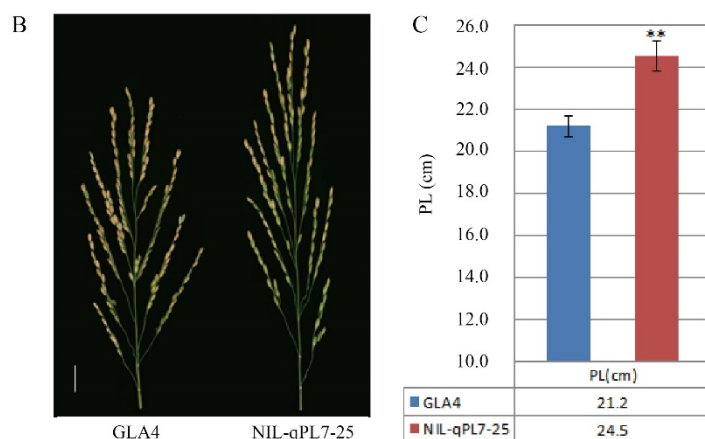 B
GLA4 NIL-qPL7-25
C
PL (cm)
26.0
24.0
22.0
20.0
18.0
16.0
14.0
12.0
10.0
**
PL(cm)
GLA4 21.2
NIL-qPL7-25 24.5